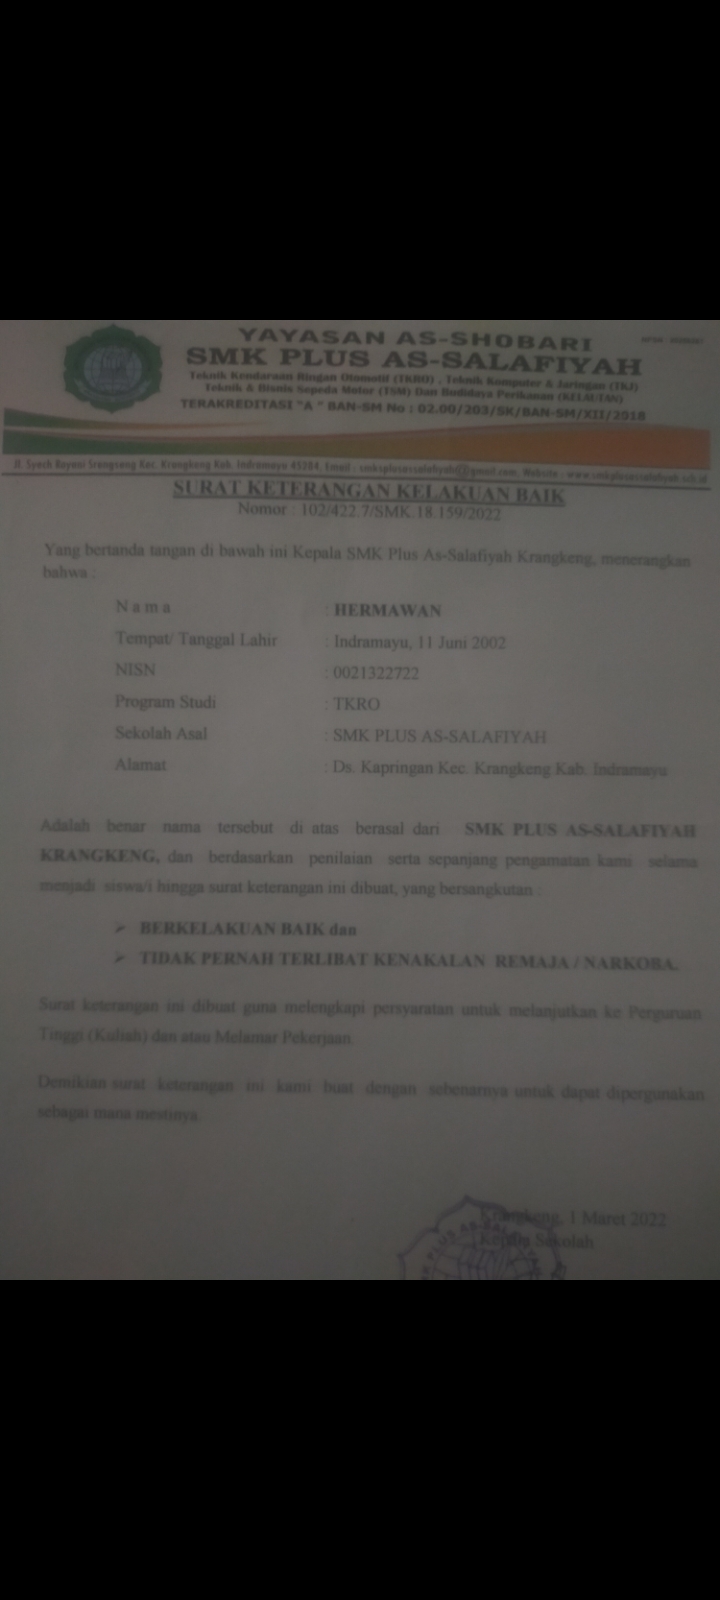 YAYASAN AS-SHOBARI
SMK PLUS AS-SALAFIYAH
Teknik Kendaraan Ringan Otomotif (TKRO) , Teknik Komputer & Jaringan (TKJ)
Teknik & Bisnis Sepeda Motor (TSM) Dan Budidaya Perikanan (KELAUTAN)
TERAKREDITASI "A " BAN-SM No : 02.00/203/SK/BAN-SM/XII/2018
Jl. Syech Royani Srengseng Kec. Krangkeng Kab. Indramayu 45284, Email : smkplusassalafiyah@gmail.com, Website : www.smkplusassalafiyah.sch.id
SURAT KETERANGAN KELAKUAN BAIK
Nomor : 102/422.7/SMK.18.159/2022
Yang bertanda tangan di bawah ini Kepala SMK Plus As-Salafiyah Krangkeng, menerangkan
bahwa :
N a m a : HERMAWAN
Tempat/ Tanggal Lahir : Indramayu, 11 Juni 2002
NISN : 0021322722
Program Studi : TKRO
Sekolah Asal : SMK PLUS AS-SALAFIYAH
Alamat : Ds. Kapringan Kec. Krangkeng Kab. Indramayu
Adalah benar nama tersebut di atas berasal dari SMK PLUS AS-SALAFIYAH
KRANGKENG, dan berdasarkan penilaian serta sepanjang pengamatan kami selama
menjadi siswa/i hingga surat keterangan ini dibuat, yang bersangkutan :
➢ BERKELAKUAN BAIK dan
➢ TIDAK PERNAH TERLIBAT KENAKALAN REMAJA / NARKOBA.
Surat keterangan ini dibuat guna melengkapi persyaratan untuk melanjutkan ke Perguruan
Tinggi (Kuliah) dan atau Melamar Pekerjaan.
Demikian surat keterangan ini kami buat dengan sebenarnya untuk dapat dipergunakan
sebagai mana mestinya.
Krangkeng, 1 Maret 2022
Kepala Sekolah